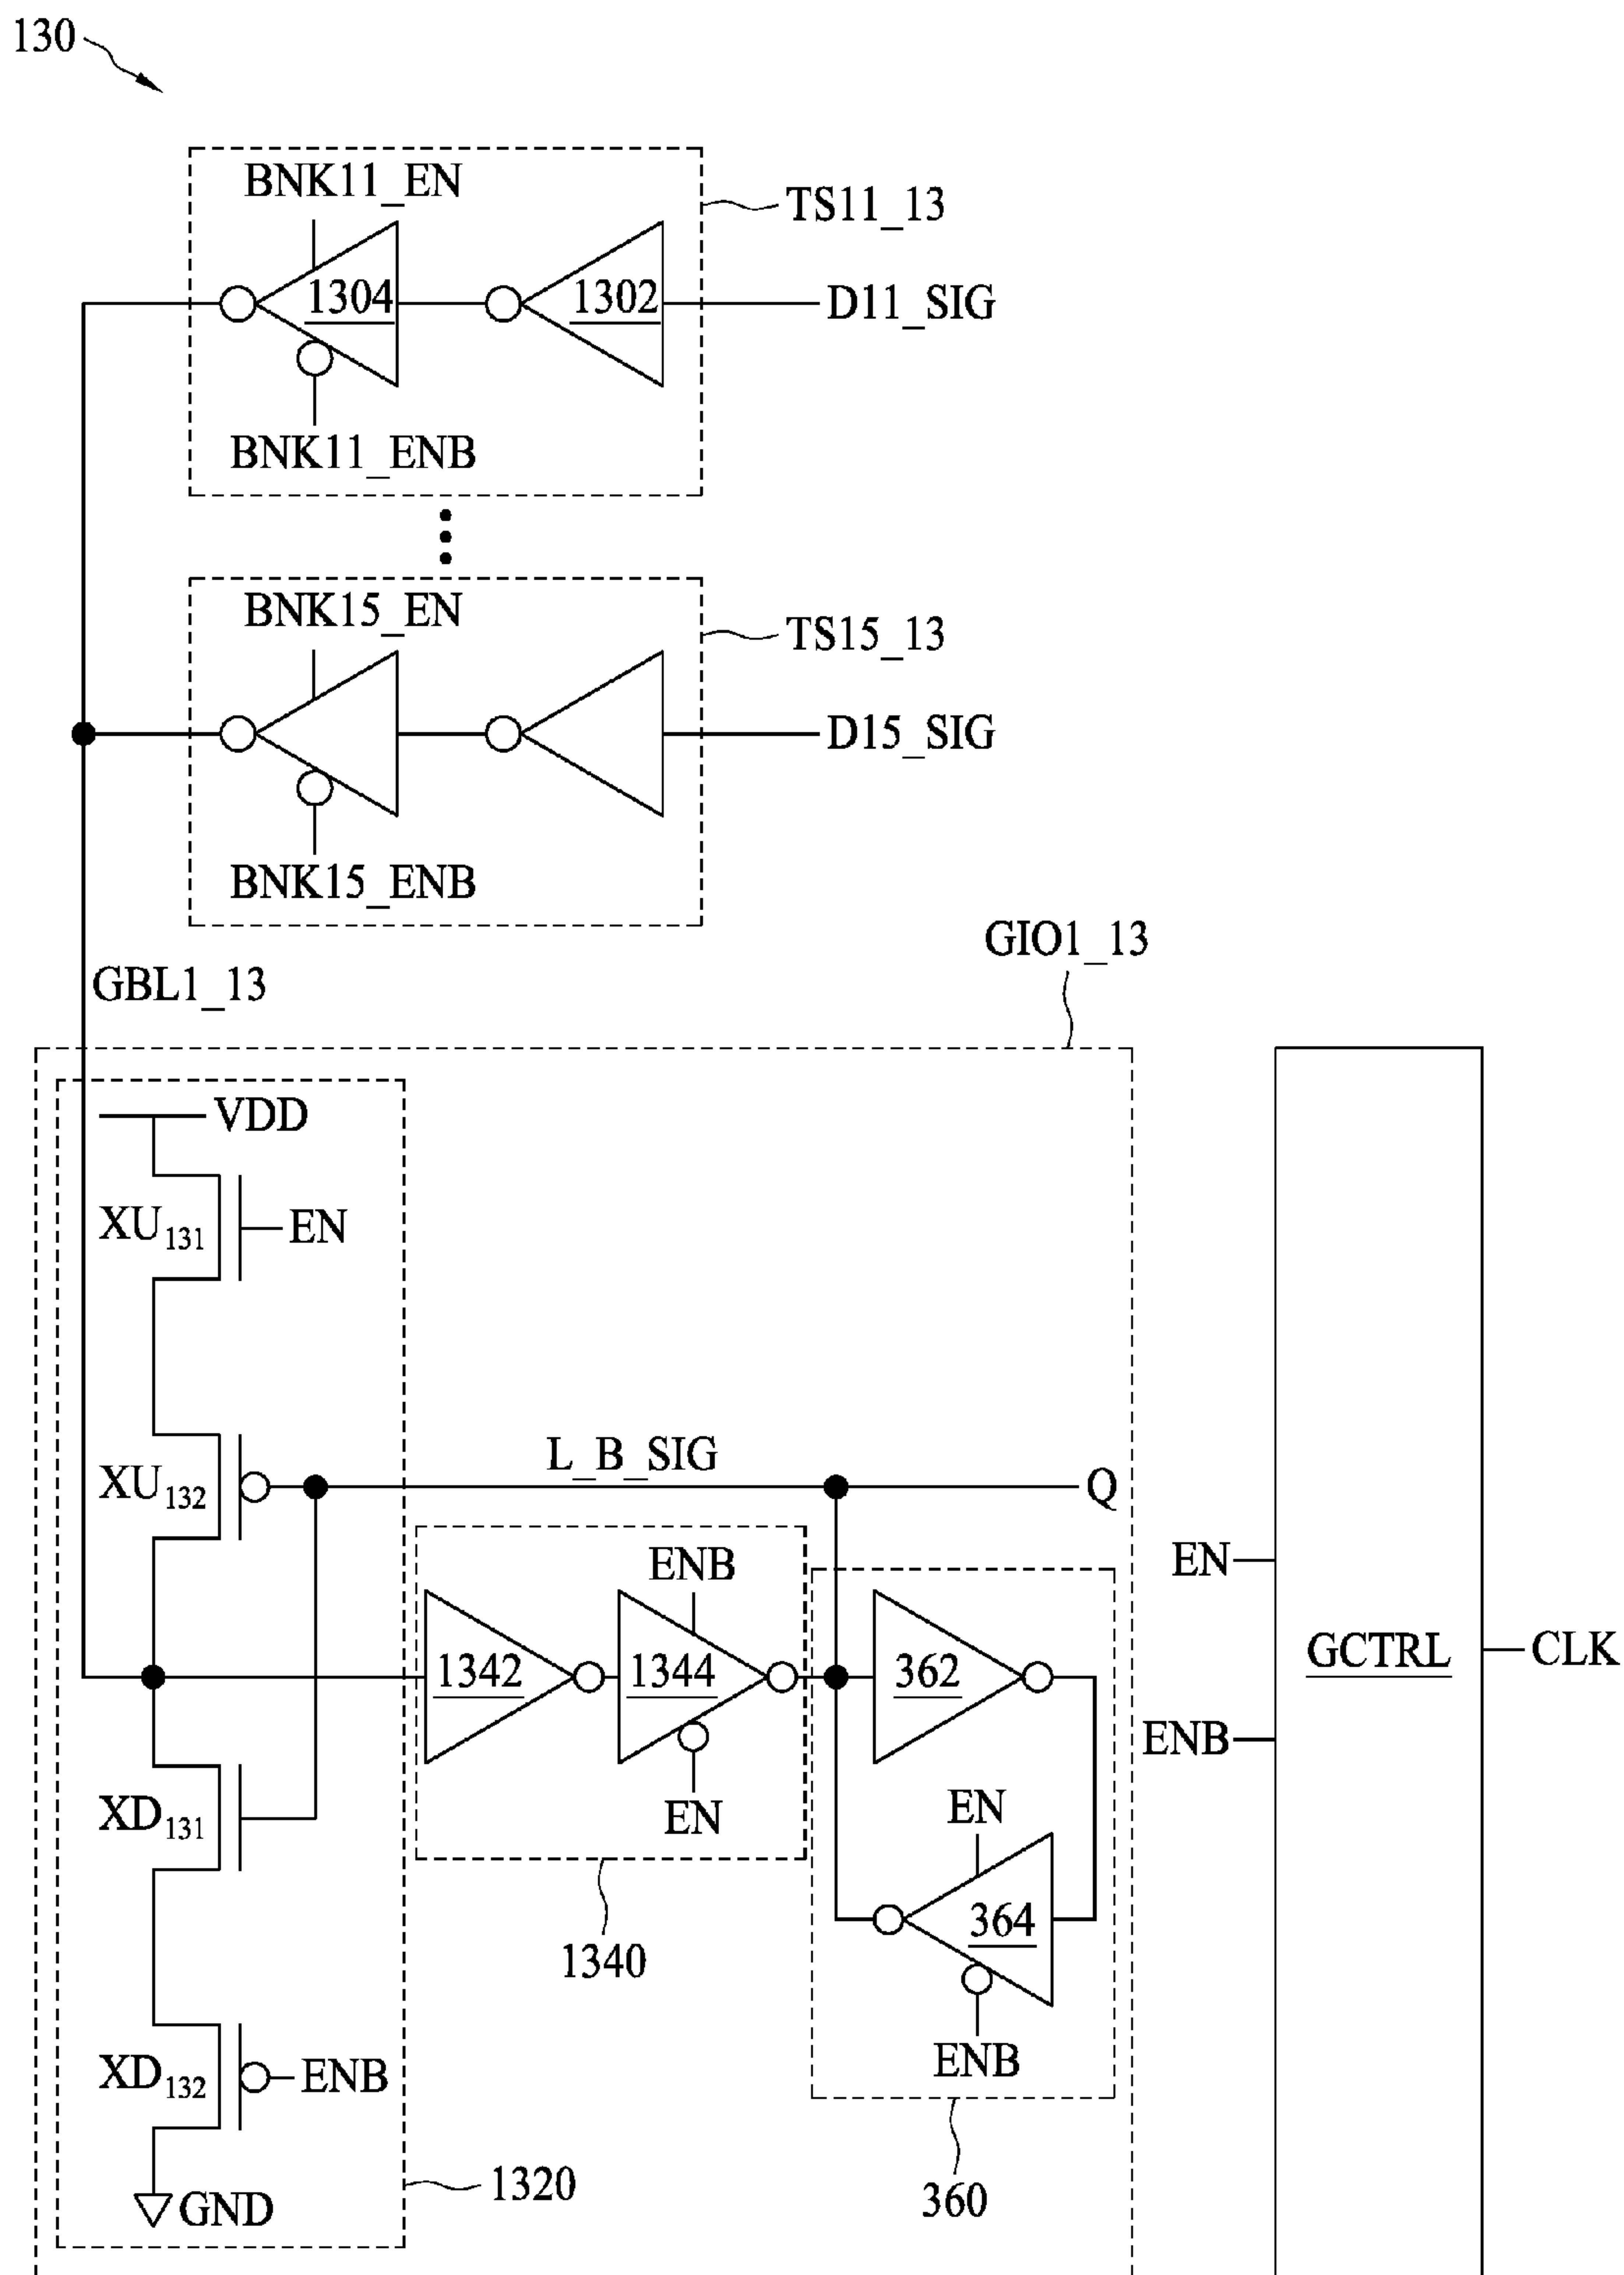 130
BNK11_EN
TS11_13
1304
1302
D11_SIG
BNK11_ENB
BNK15_EN
TS15_13
D15_SIG
BNK15_ENB
GIO1_13
GBL1_13
VDD
XU131
EN
L_B_SIG
XU132
Q
ENB
EN
1342
1344
362
GCTRL
CLK
ENB
XD131
EN
EN
364
1340
ENB
XD132
ENB
1320
360
GND